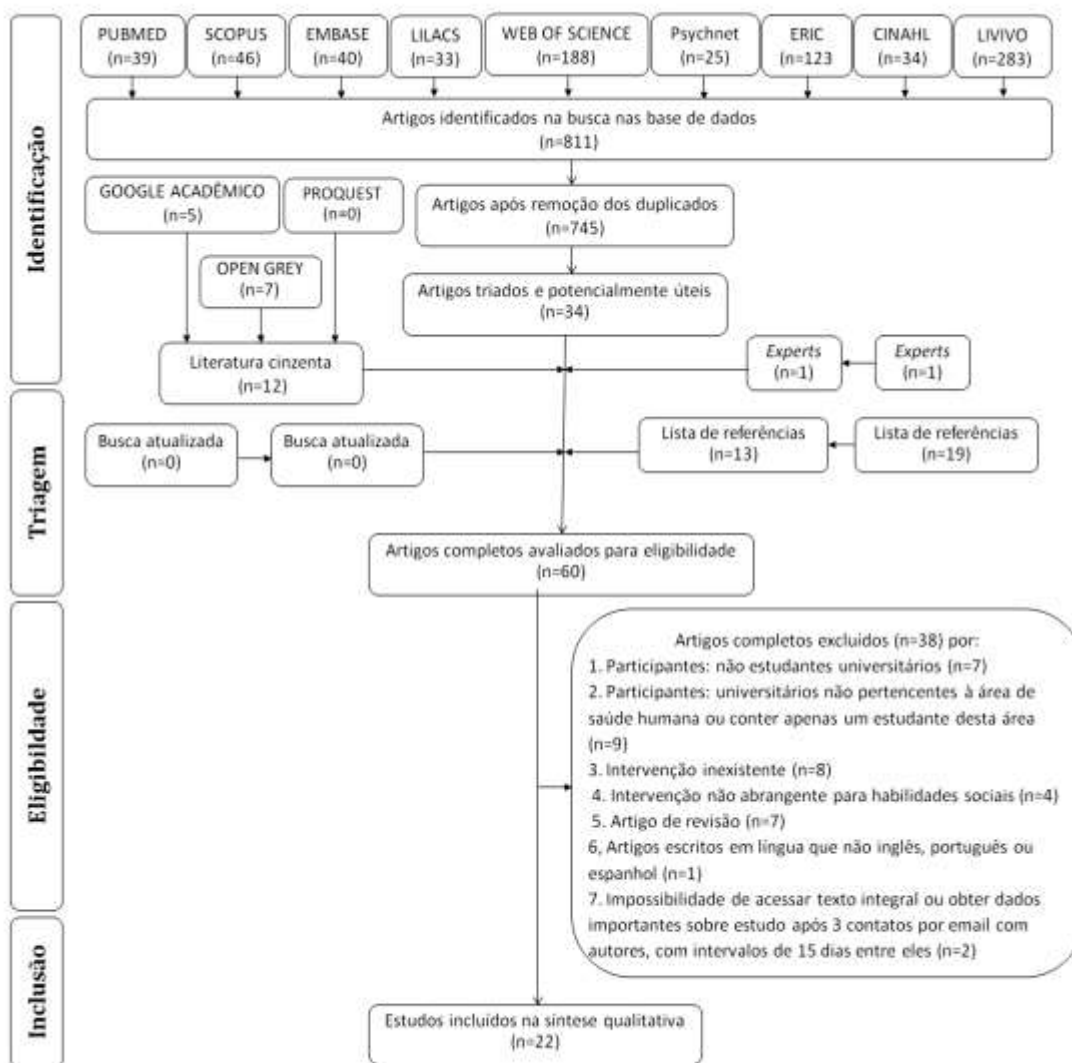 PUBMED
(n=39)
SCOPUS
(n=46)
EMBASE
(n=40)
LILACS
(n=33)
WEB OF SCIENCE
(n=188)
Psychnet
(n=25)
ERIC
(n=123
CINAHL
(n=34)
LIVIVO
(n=283)
Identificação
Artigos identificados na busca nas base de dados
(n=811)
GOOGLE ACADÊMICO
(n=5)
PROQUEST
(n=0)
Artigos após remoção dos duplicados
(n=745)
OPEN GREY
(n=7)
Artigos triados e potencialmente úteis
(n=34)
Literatura cinzenta
(n=12)
Experts
(n=1)
Experts
(n=1)
Triagem
Busca atualizada
(n=0)
Busca atualizada
(n=0)
Lista de referências
(n=13)
Lista de referências
(n=19)
Artigos completos avaliados para eligibilidade
(n=60)
Eligibildade
Artigos completos excluídos (n=38) por:
1. Participantes: não estudantes universitários (n=7)
2. Participantes: universitários não pertencentes à área de
saúde humana ou conter apenas um estudante desta área
(n=9)
3. Intervenção inexistente (n=8)
4. Intervenção não abrangente para habilidades sociais (n=4)
5. Artigo de revisão (n=7)
6, Artigos escritos em língua que não inglês, português ou
espanhol (n=1)
7. Impossibilidade de acessar texto integral ou obter dados
importantes sobre estudo após 3 contatos por email com
autores, com intervalos de 15 dias entre eles (n=2)
Inclusão
Estudos incluídos na síntese qualitativa
(n=22)